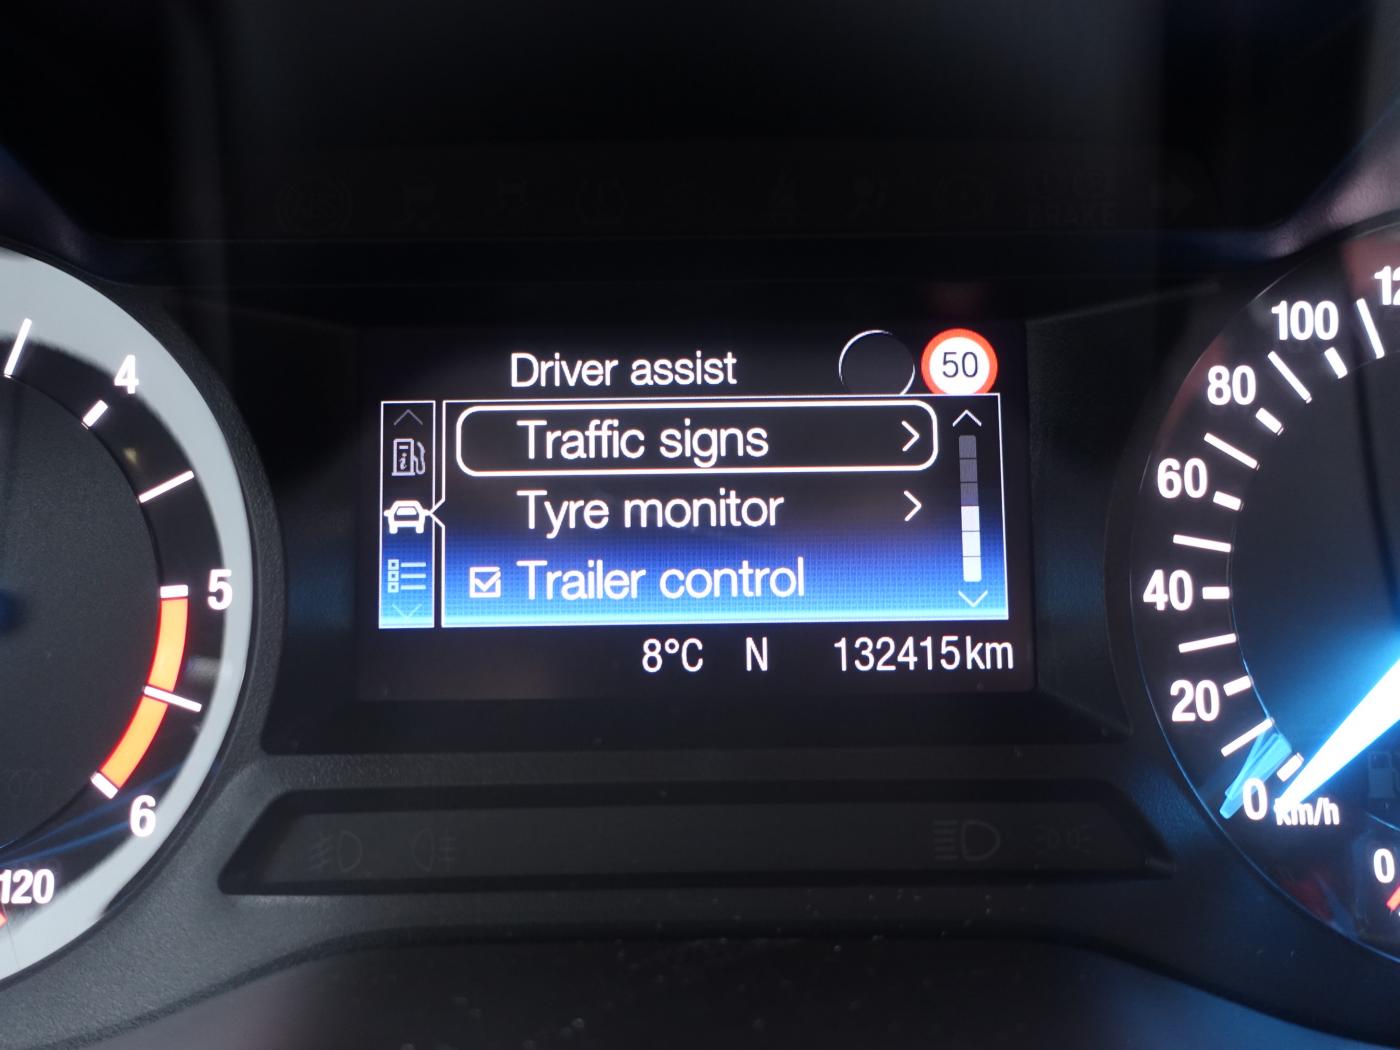 Driver assist
50
Traffic signs
Tyre monitor
Trailer control
8°C N 132415km
4
5
6
120
100
80
60
40
20
0
km/h
0